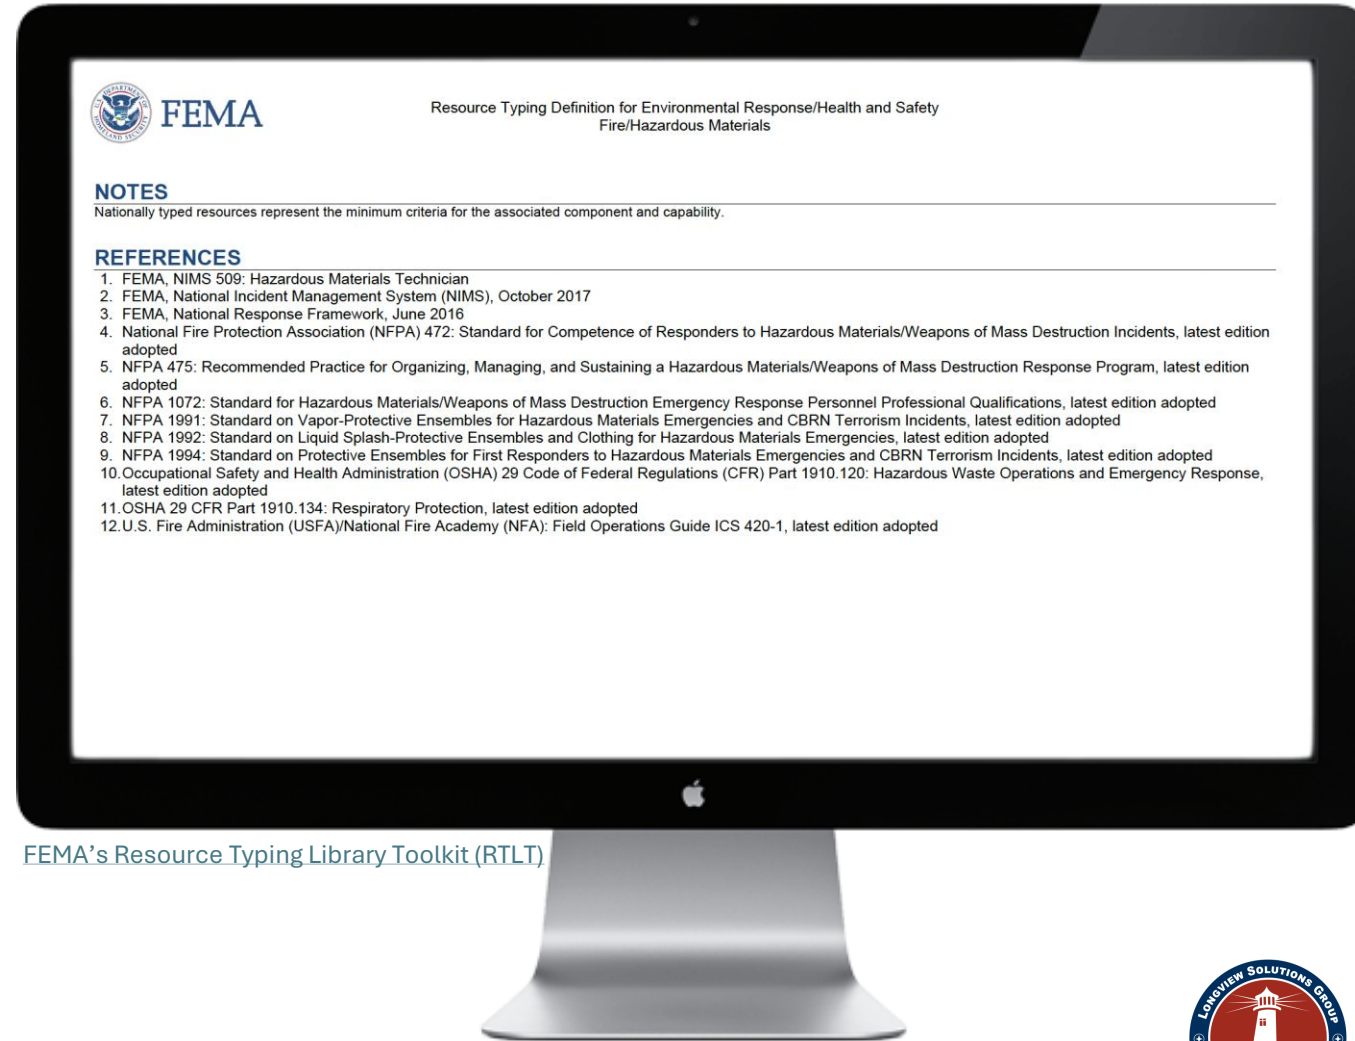 FEMA
Resource Typing Definition for Environmental Response/Health and Safety
Fire/Hazardous Materials
NOTES
Nationally typed resources represent the minimum criteria for the associated component and capability.
REFERENCES
1. FEMA, NIMS 509: Hazardous Materials Technician
2. FEMA, National Incident Management System (NIMS), October 2017
3. FEMA, National Response Framework, June 2016
4. National Fire Protection Association (NFPA) 472: Standard for Competence of Responders to Hazardous Materials/Weapons of Mass Destruction Incidents, latest edition
adopted
5. NFPA 475: Recommended Practice for Organizing, Managing, and Sustaining a Hazardous Materials/Weapons of Mass Destruction Response Program, latest edition
adopted
6. NFPA 1072: Standard for Hazardous Materials/Weapons of Mass Destruction Emergency Response Personnel Professional Qualifications, latest edition adopted
7. NFPA 1991: Standard on Vapor-Protective Ensembles for Hazardous Materials Emergencies and CBRN Terrorism Incidents, latest edition adopted
8. NFPA 1992: Standard on Liquid Splash-Protective Ensembles and Clothing for Hazardous Materials Emergencies, latest edition adopted
9. NFPA 1994: Standard on Protective Ensembles for First Responders to Hazardous Materials Emergencies and CBRN Terrorism Incidents, latest edition adopted
10.Occupational Safety and Health Administration (OSHA) 29 Code of Federal Regulations (CFR) Part 1910.120: Hazardous Waste Operations and Emergency Response,
latest edition adopted
11.OSHA 29 CFR Part 1910.134: Respiratory Protection, latest edition adopted
12.U.S. Fire Administration (USFA)/National Fire Academy (NFA): Field Operations Guide ICS 420-1, latest edition adopted
FEMA’s Resource Typing Library Toolkit (RTLT)
LONGVIEW SOLUTIONS GROUP